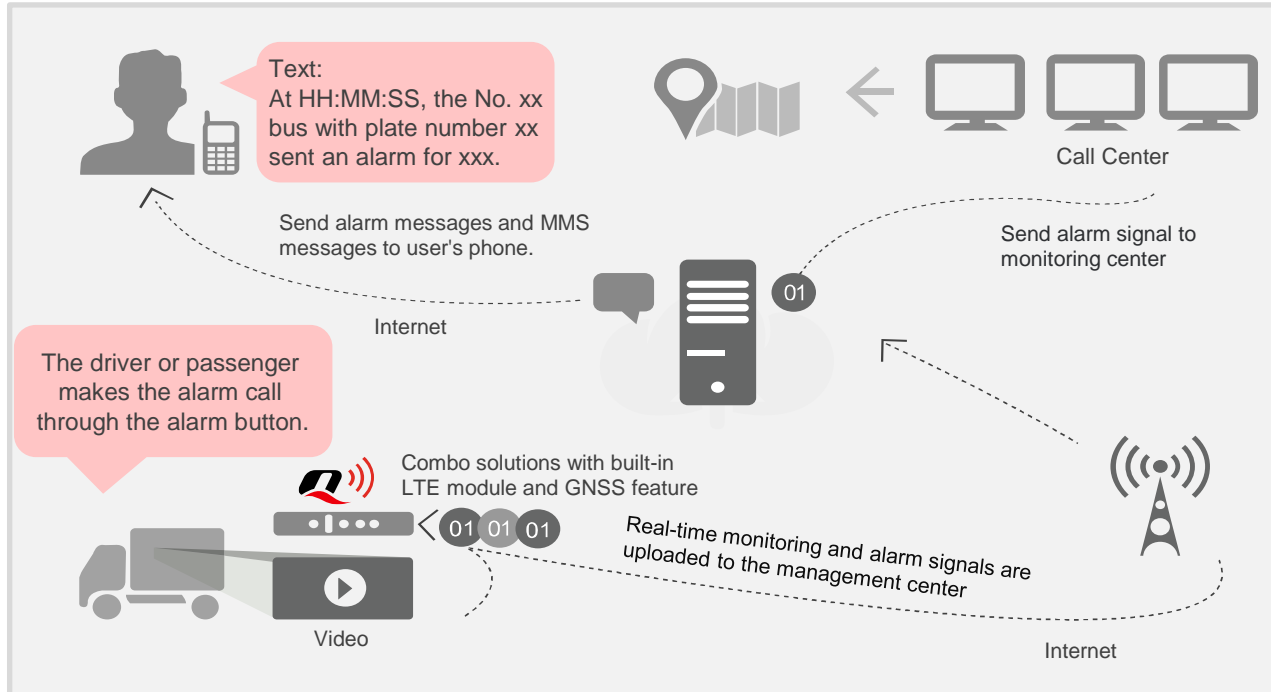 Text:
At HH:MM:SS, the No. xx
bus with plate number xx
sent an alarm for xxx.
Call Center
Send alarm messages and MMS
messages to user's phone.
Send alarm signal to
monitoring center
01
Internet
The driver or passenger
makes the alarm call
through the alarm button.
Combo solutions with built-in
LTE module and GNSS feature
01 01 01
Real-time monitoring and alarm signals are
uploaded to the management center
Video
Internet